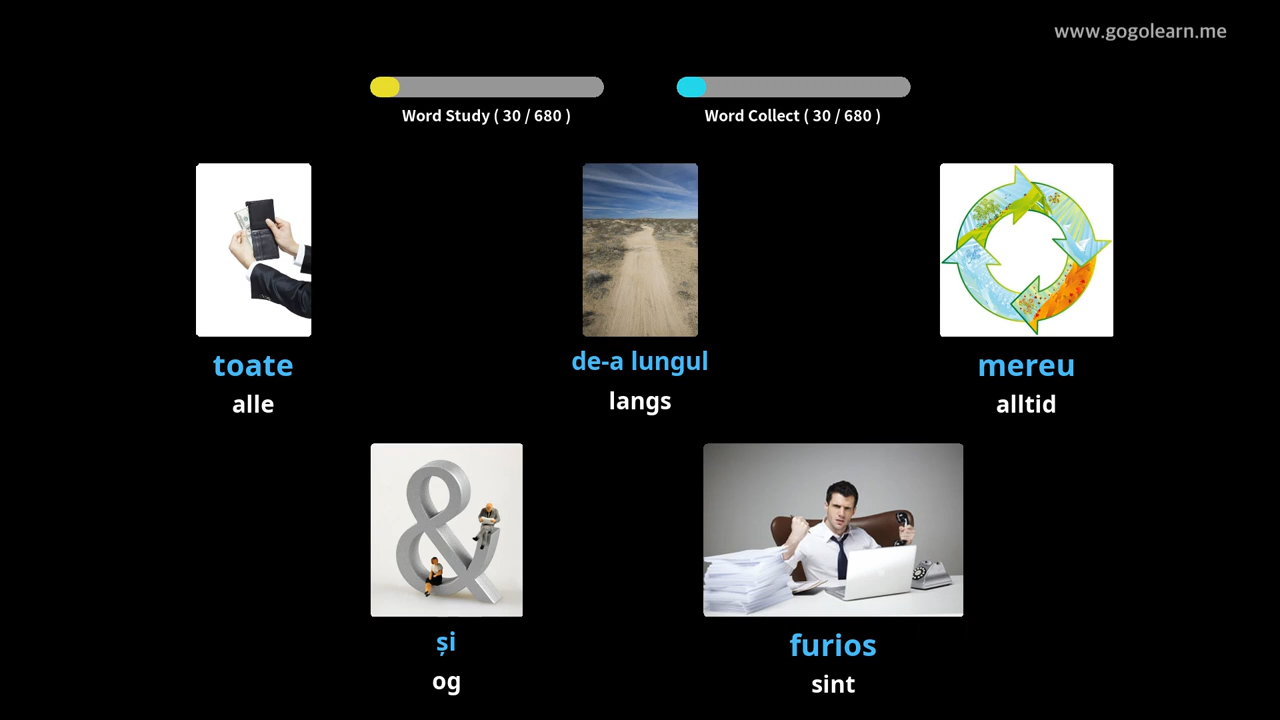 www.gogolearn.me
Word Study ( 30 / 680 )
Word Collect ( 30 / 680 )
toate
alle
de-a lungul
langs
mereu
alltid
și
og
furios
sint